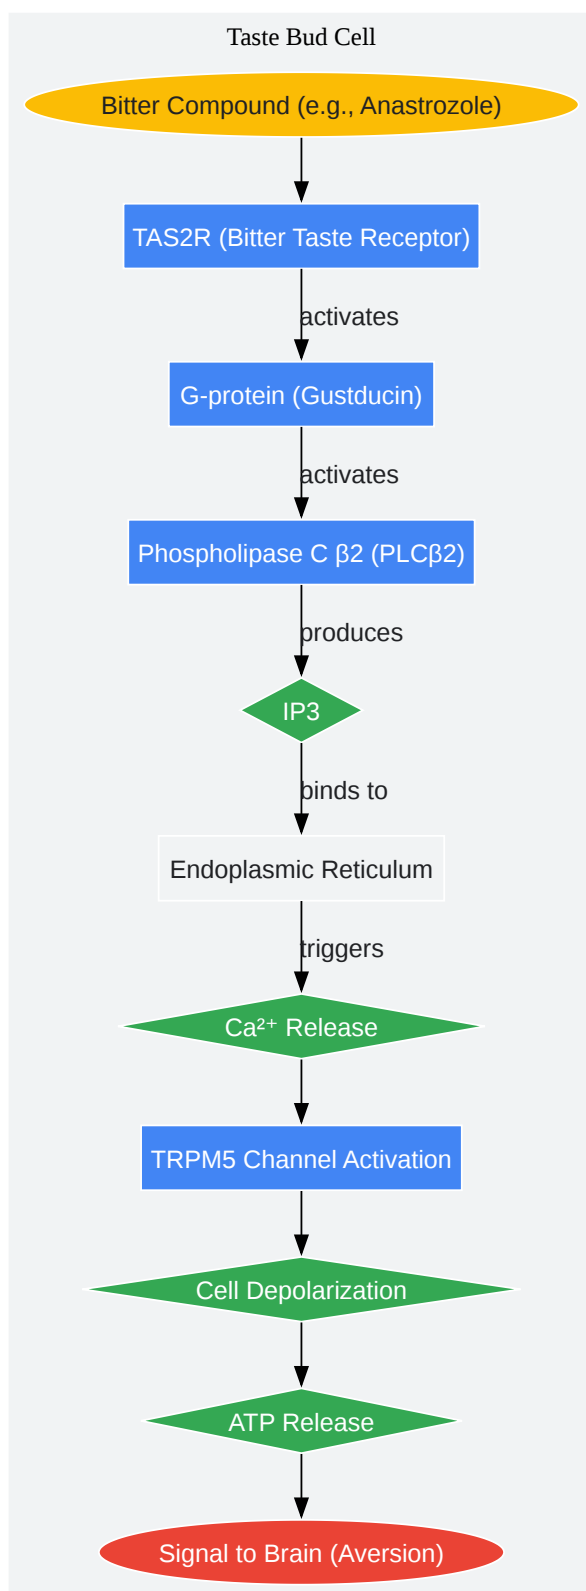 Taste Bud Cell
Bitter Compound (e.g., Anastrozole)
TAS2R (Bitter Taste Receptor)
activates
G-protein (Gustducin)
activates
Phospholipase C β2 (PLCβ2)
produces
IP3
binds to
Endoplasmic Reticulum
triggers
Ca²⁺ Release
TRPM5 Channel Activation
Cell Depolarization
ATP Release
Signal to Brain (Aversion)